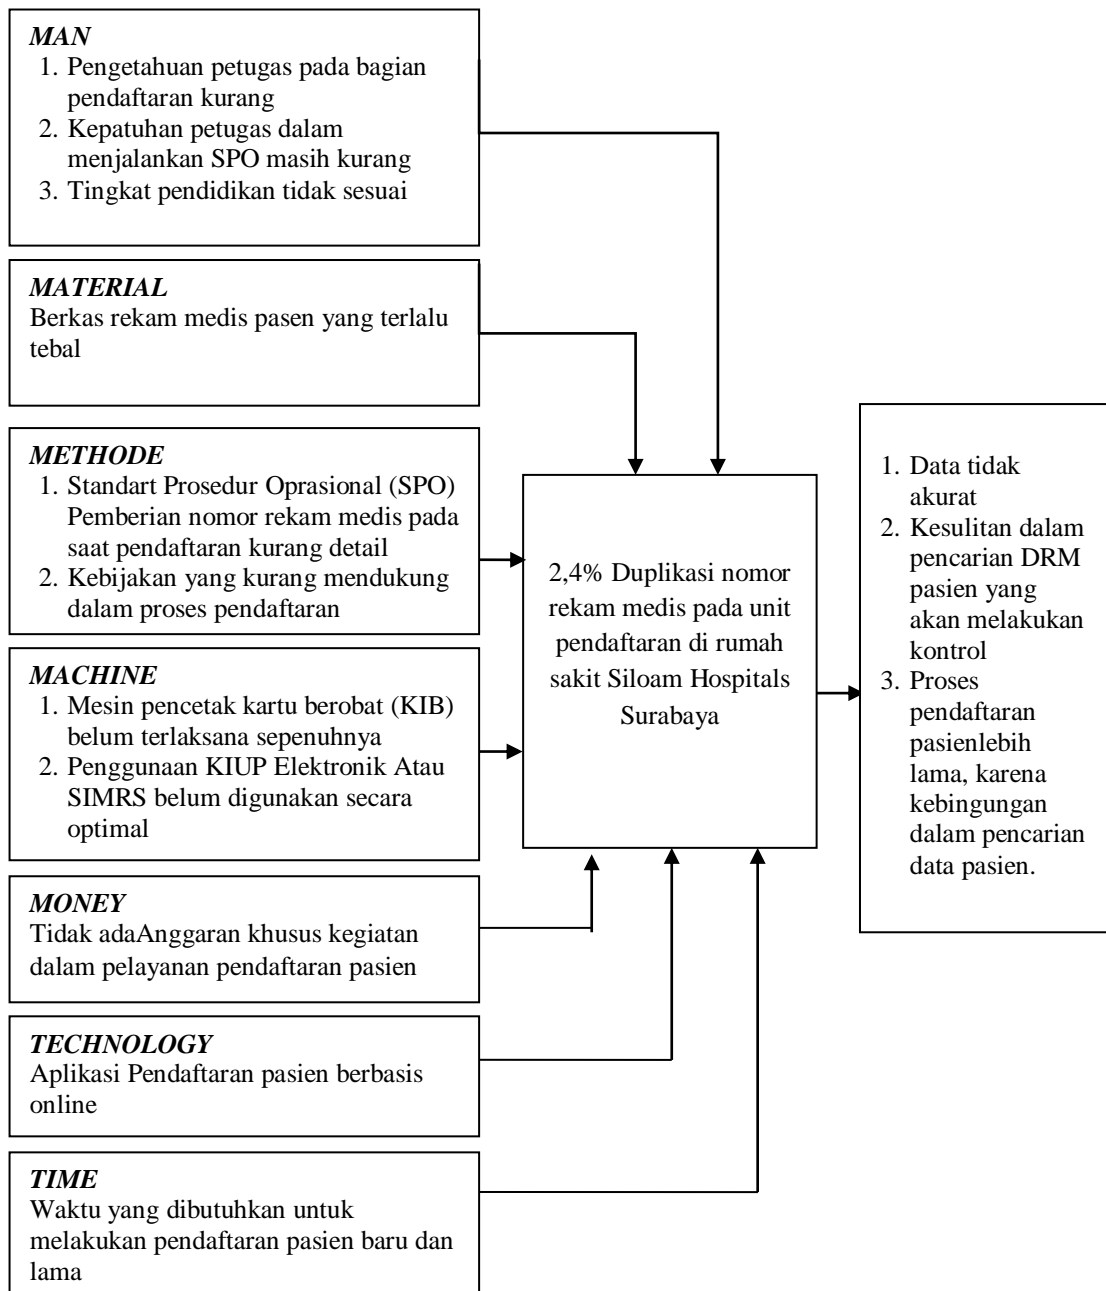 MAN
1. Pengetahuan petugas pada bagian
pendaftaran kurang
2. Kepatuhan petugas dalam
menjalankan SPO masih kurang
3. Tingkat pendidikan tidak sesuai
MATERIAL
Berkas rekam medis pasen yang terlalu
tebal
METHODE
1. Standart Prosedur Oprasional (SPO)
Pemberian nomor rekam medis pada
saat pendaftaran kurang detail
2. Kebijakan yang kurang mendukung
dalam proses pendaftaran
MACHINE
1. Mesin pencetak kartu berobat (KIB)
belum terlaksana sepenuhnya
2. Penggunaan KIUP Elektronik Atau
SIMRS belum digunakan secara
optimal
MONEY
Tidak adaAnggaran khusus kegiatan
dalam pelayanan pendaftaran pasien
TECHNOLOGY
Aplikasi Pendaftaran pasien berbasis
online
TIME
Waktu yang dibutuhkan untuk
melakukan pendaftaran pasien baru dan
lama
2,4% Duplikasi nomor
rekam medis pada unit
pendaftaran di rumah
sakit Siloam Hospitals
Surabaya
1. Data tidak
akurat
2. Kesulitan dalam
pencarian DRM
pasien yang
akan melakukan
kontrol
3. Proses
pendaftaran
pasienlebih
lama, karena
kebingungan
dalam pencarian
data pasien.